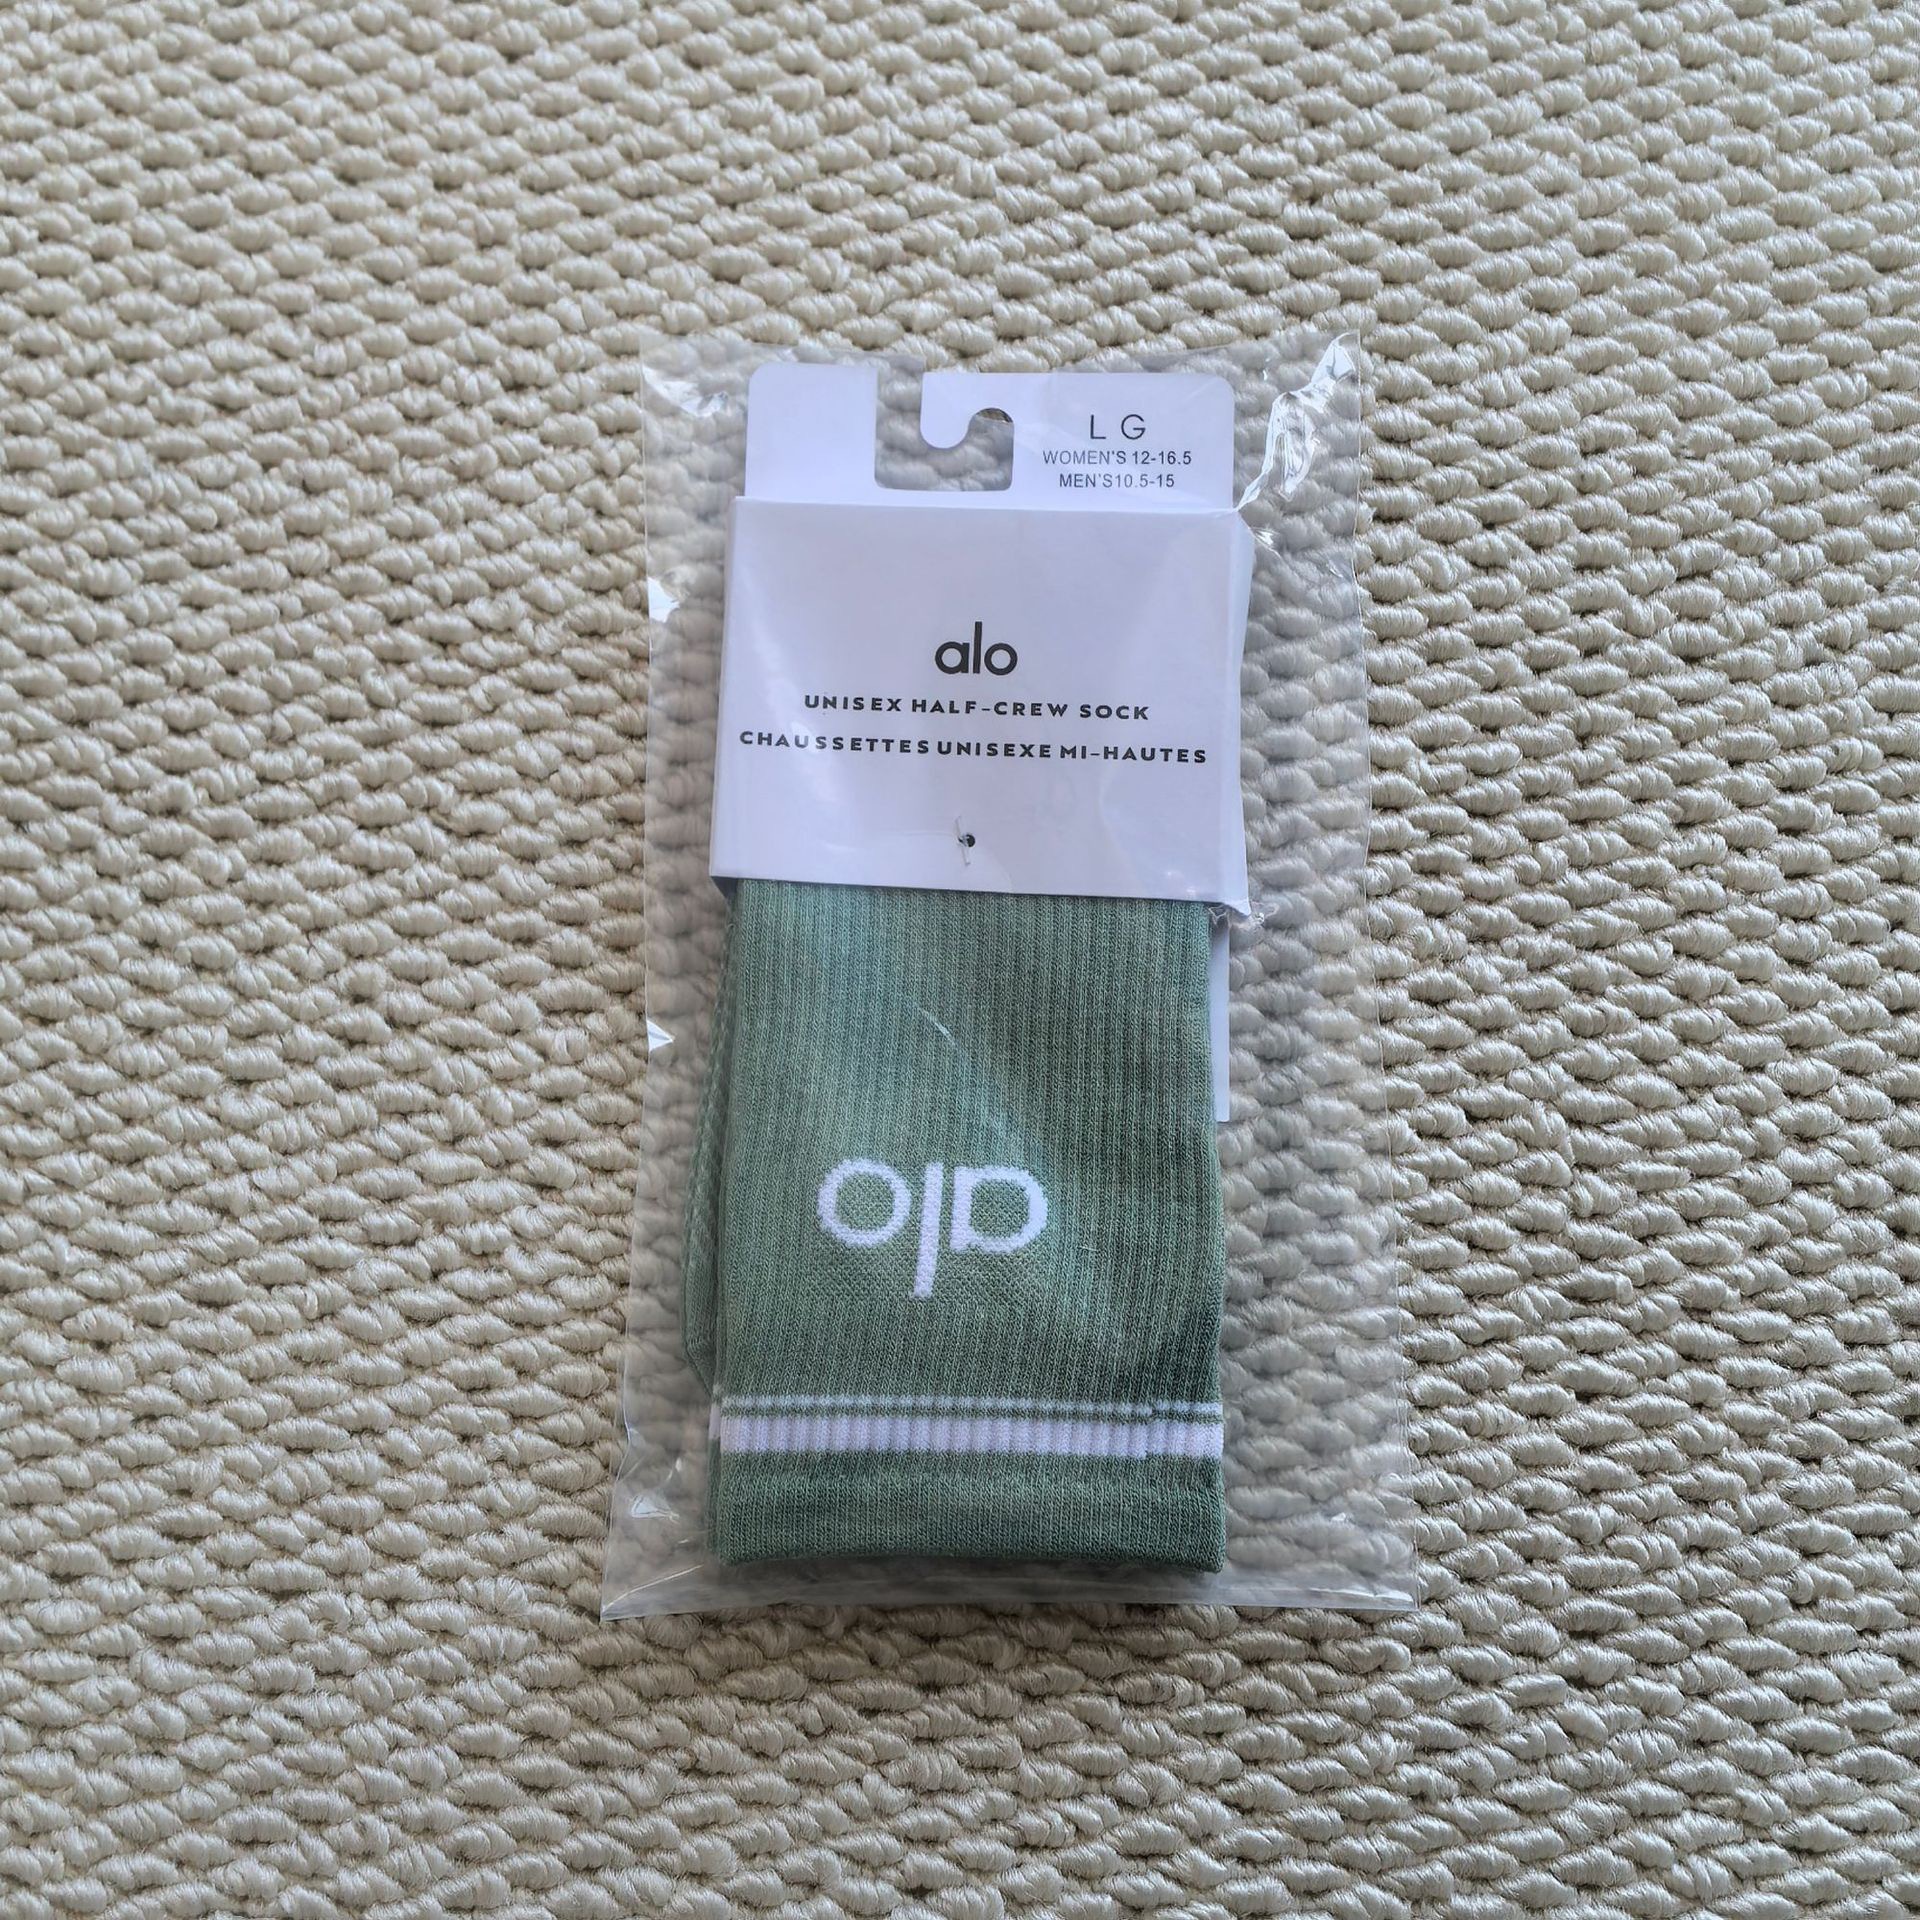 L G
WOMEN'S 12-16.5
MEN'S10.5-15
alo
UNISEX HALF-CREW SOCK
CHAUSSETTES UNISEXE MI-HAUTES
alo